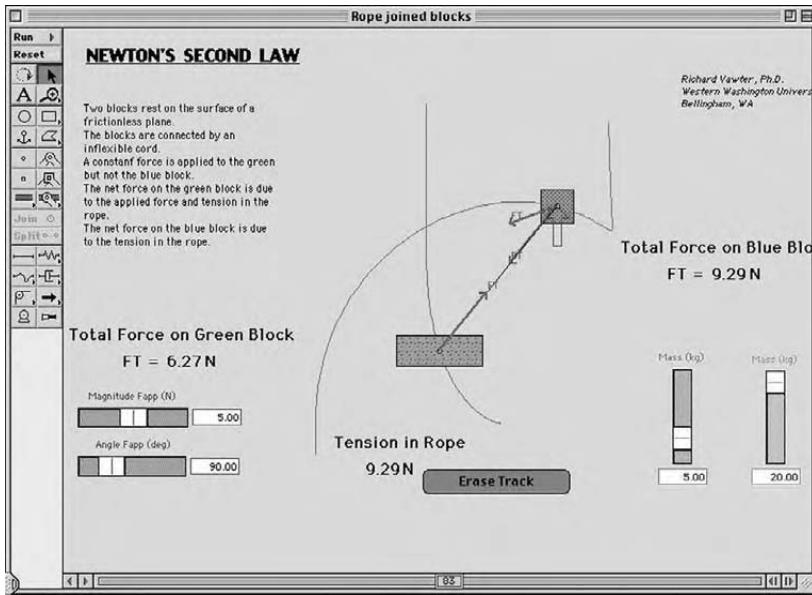 Rope joined blocks
Run
Reset
NEWTON'S SECOND LAW
Richard Vawter, Ph.D.
Western Washington Univers
Bellingham, WA
A
Two blocks rest on the surface of a
frictionless plane.
The blocks are connected by an
inflexible cord.
A constant force is applied to the green
but not the blue block.
The net force on the green block is due
to the applied force and tension in the
rope.
The net force on the blue block is due
to the tension in the rope.
Join
Split
FT
FT
Total Force on Blue Blo
FT = 9.29 N
Total Force on Green Block
FT = 6.27 N
Mass (kg)
Mass (kg)
Magnitude Fapp (N)
5.00
Angle Fapp (deg)
90.00
Tension in Rope
9.29 N
Erase Track
5.00
20.00
83